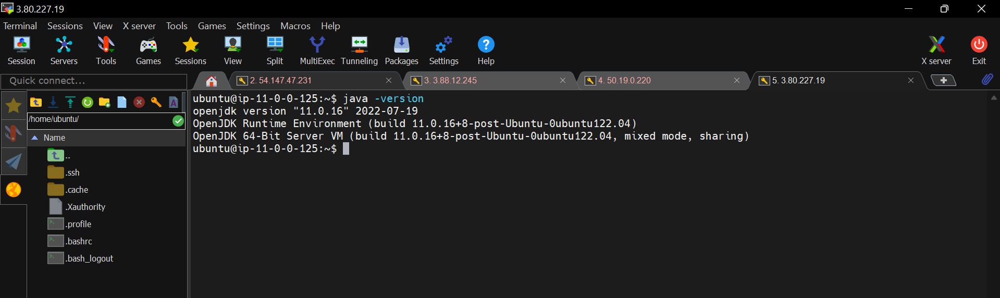 3.80.227.19
Terminal Sessions View X server Tools Games Settings Macros Help
Session Servers Tools Games Sessions View Split MultiExec Tunneling Packages Settings Help X server Exit
Quick connect...
2. 54.147.47.231
3. 3.88.12.245
4. 50.19.0.220
5. 3.80.227.19
/home/ubuntu/
Name
..
.ssh
.cache
.Xauthority
.profile
.bashrc
.bash_logout
ubuntu@ip-11-0-0-125:~$ java -version
openjdk version "11.0.16" 2022-07-19
OpenJDK Runtime Environment (build 11.0.16+8-post-Ubuntu-0ubuntu122.04)
OpenJDK 64-Bit Server VM (build 11.0.16+8-post-Ubuntu-0ubuntu122.04, mixed mode, sharing)
ubuntu@ip-11-0-0-125:~$